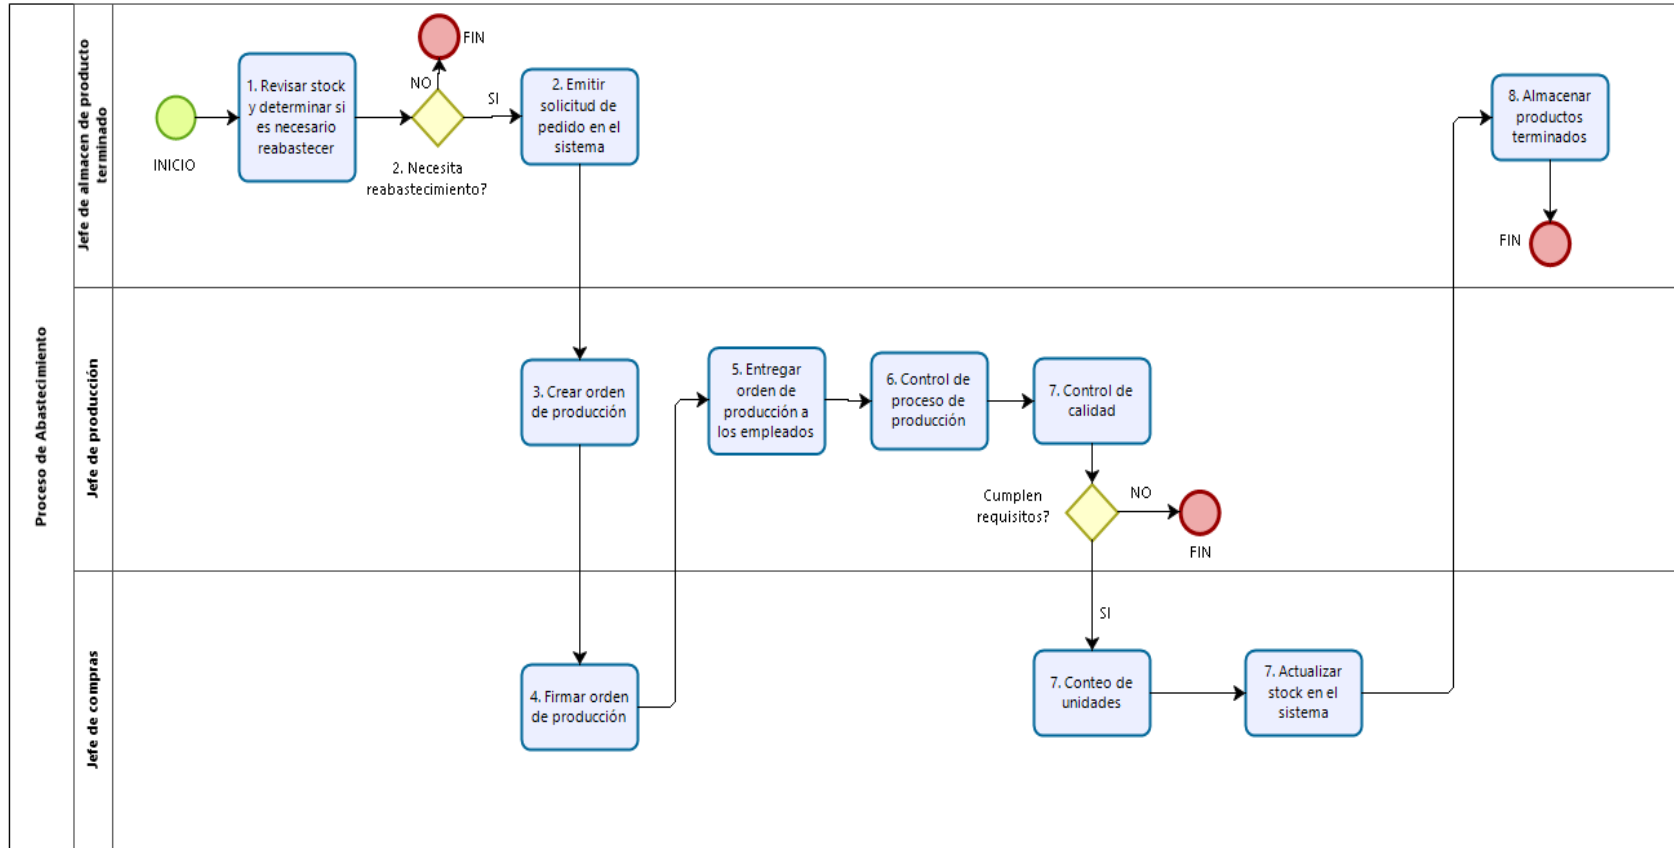 Proceso de Abastecimiento
Jefe de almacen de producto
terminado
INICIO
1. Revisar stock
y determinar si
es necesario
reabastecer
NO
FIN
2. Necesita
reabastecimiento?
SI
2. Emitir
solicitud de
pedido en el
sistema
8. Almacenar
productos
terminados
FIN
Jefe de producción
3. Crear orden
de producción
5. Entregar
orden de
producción a
los empleados
6. Control de
proceso de
producción
7. Control de
calidad
Cumplen
requisitos?
NO
FIN
SI
Jefe de compras
4. Firmar orden
de producción
7. Conteo de
unidades
7. Actualizar
stock en el
sistema